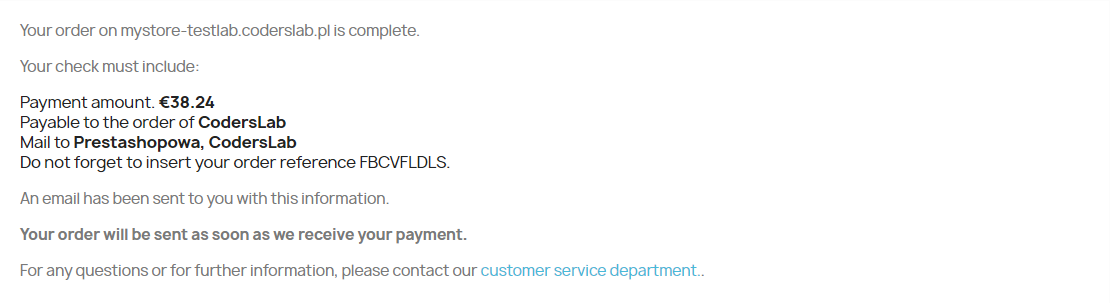 Your order on mystore-testlab.coderslab.pl is complete.
Your check must include:
Payment amount. €38.24
Payable to the order of CodersLab
Mail to Prestashopowa, CodersLab
Do not forget to insert your order reference FBCVFLDLS.
An email has been sent to you with this information.
Your order will be sent as soon as we receive your payment.
For any questions or for further information, please contact our customer service department..